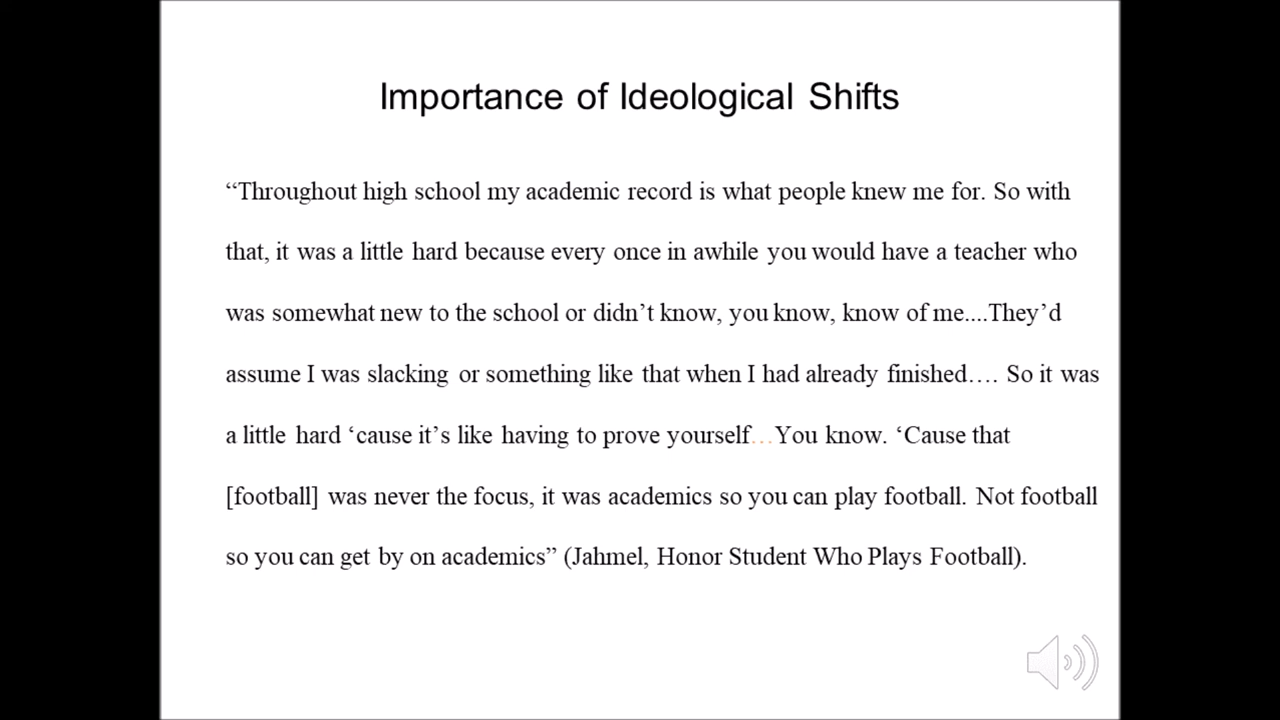 Importance of Ideological Shifts
“Throughout high school my academic record is what people knew me for. So with
that, it was a little hard because every once in awhile you would have a teacher who
was somewhat new to the school or didn’t know, you know, know of me....They’d
assume I was slacking or something like that when I had already finished…. So it was
a little hard ‘cause it’s like having to prove yourself…You know. ‘Cause that
[football] was never the focus, it was academics so you can play football. Not football
so you can get by on academics” (Jahmel, Honor Student Who Plays Football).